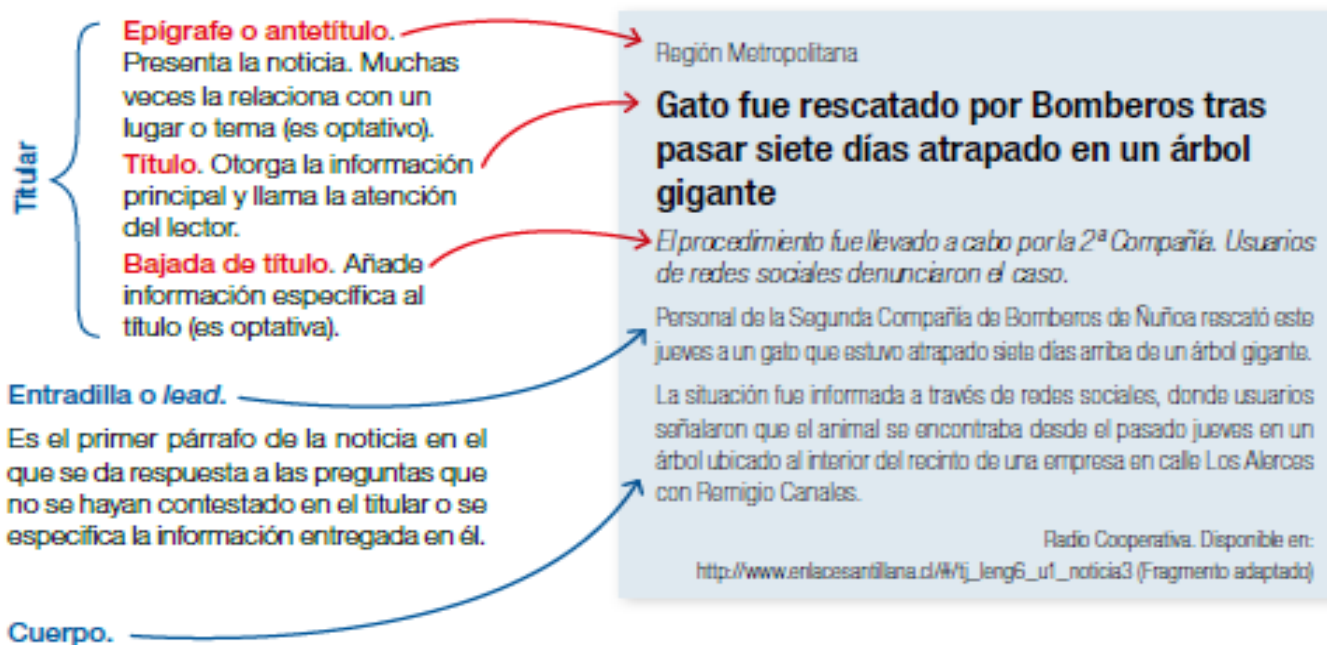 Titular
Epígrafe o antetítulo.
Presenta la noticia. Muchas
veces la relaciona con un
lugar o tema (es optativo).
Título. Otorga la información
principal y llama la atención
del lector.
Bajada de título. Añade
información específica al
título (es optativa).
Entradilla o lead.
Es el primer párrafo de la noticia en el
que se da respuesta a las preguntas que
no se hayan contestado en el titular o se
especifica la información entregada en él.
Cuerpo.
Región Metropolitana
Gato fue rescatado por Bomberos tras
pasar siete días atrapado en un árbol
gigante
El procedimiento fue llevado a cabo por la 2ª Compañía. Usuarios
de redes sociales denunciaron el caso.
Personal de la Segunda Compañía de Bomberos de Ñuñoa rescató este
jueves a un gato que estuvo atrapado siete días arriba de un árbol gigante.
La situación fue informada a través de redes sociales, donde usuarios
señalaron que el animal se encontraba desde el pasado jueves en un
árbol ubicado al interior del recinto de una empresa en calle Los Alerces
con Remigio Canales.
Radio Cooperativa. Disponible en:
http://www.enlacesantillana.cl/#/tj_leng6_u1_noticia3 (Fragmento adaptado)